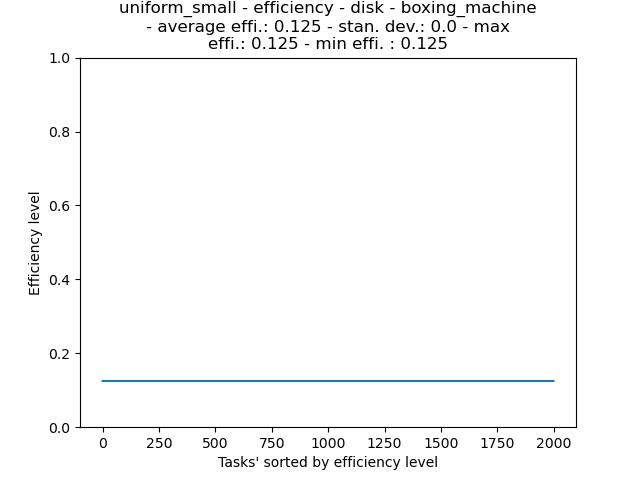 uniform_small - efficiency - disk - boxing_machine
- average effi.: 0.125 - stan. dev.: 0.0 - max
effi.: 0.125 - min effi. : 0.125
1.0
0.8
0.6
0.4
0.2
0.0
Efficiency level
0 250 500 750 1000 1250 1500 1750 2000
Tasks' sorted by efficiency level